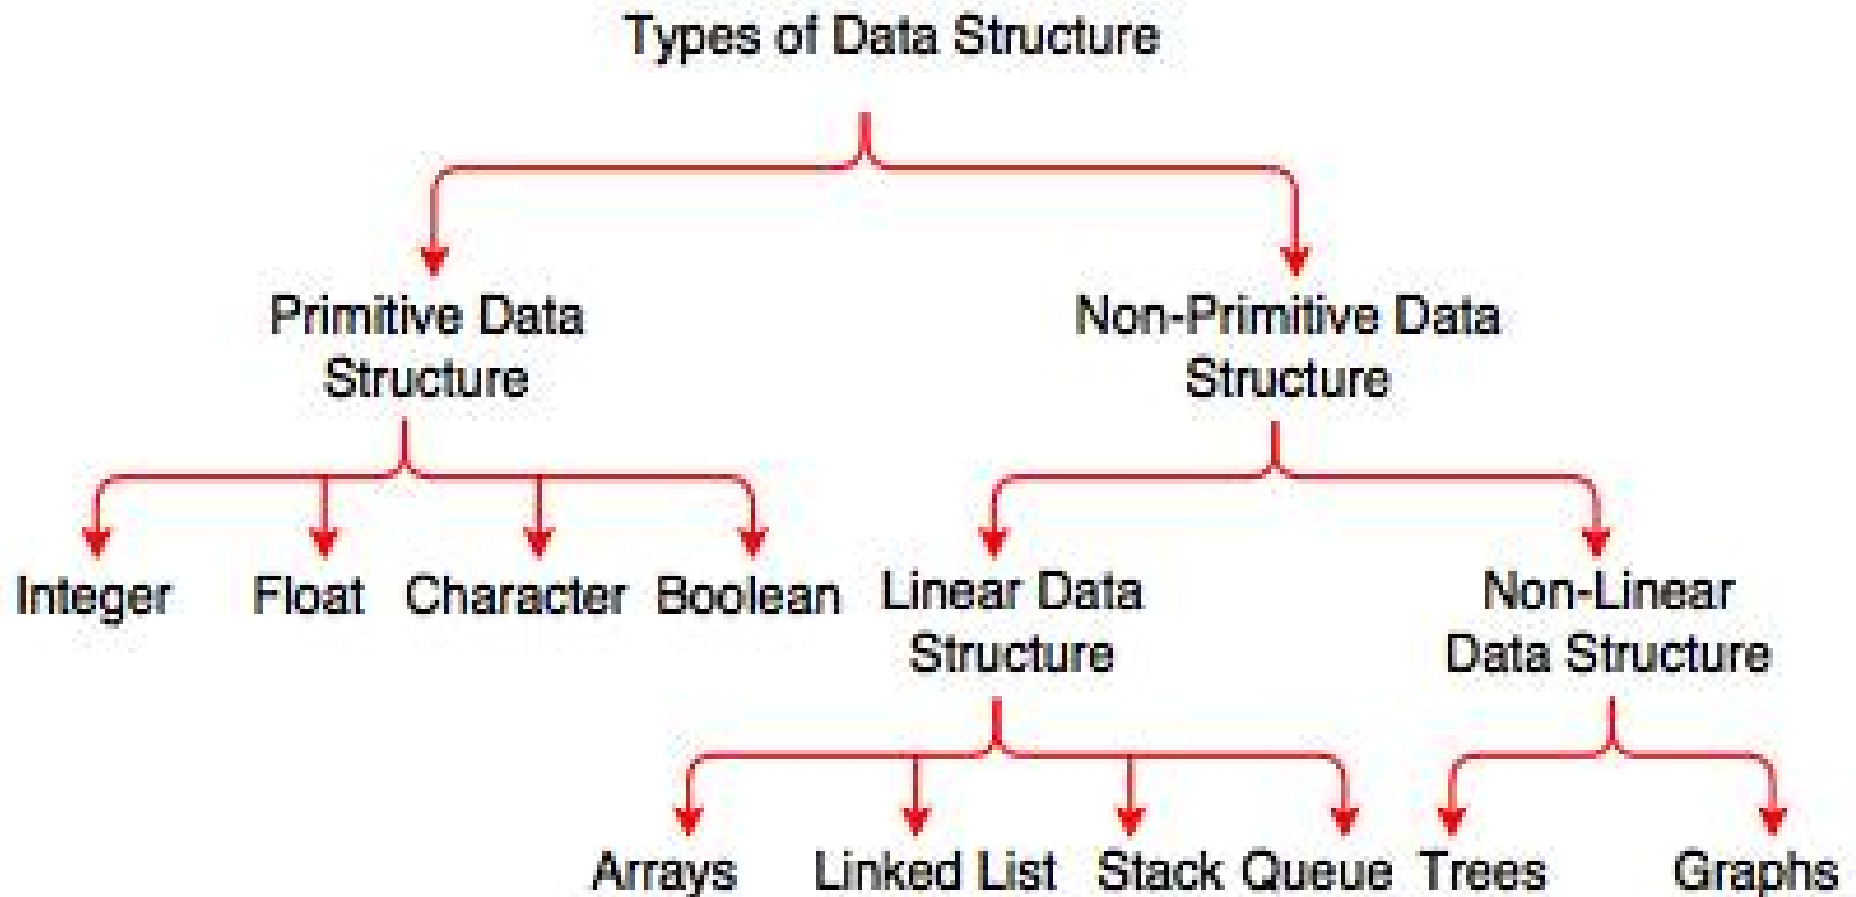 Types of Data Structure
Primitive Data
Structure
Non-Primitive Data
Structure
Integer
Float
Character
Boolean
Linear Data
Structure
Non-Linear
Data Structure
Arrays
Linked List
Stack
Queue
Trees
Graphs